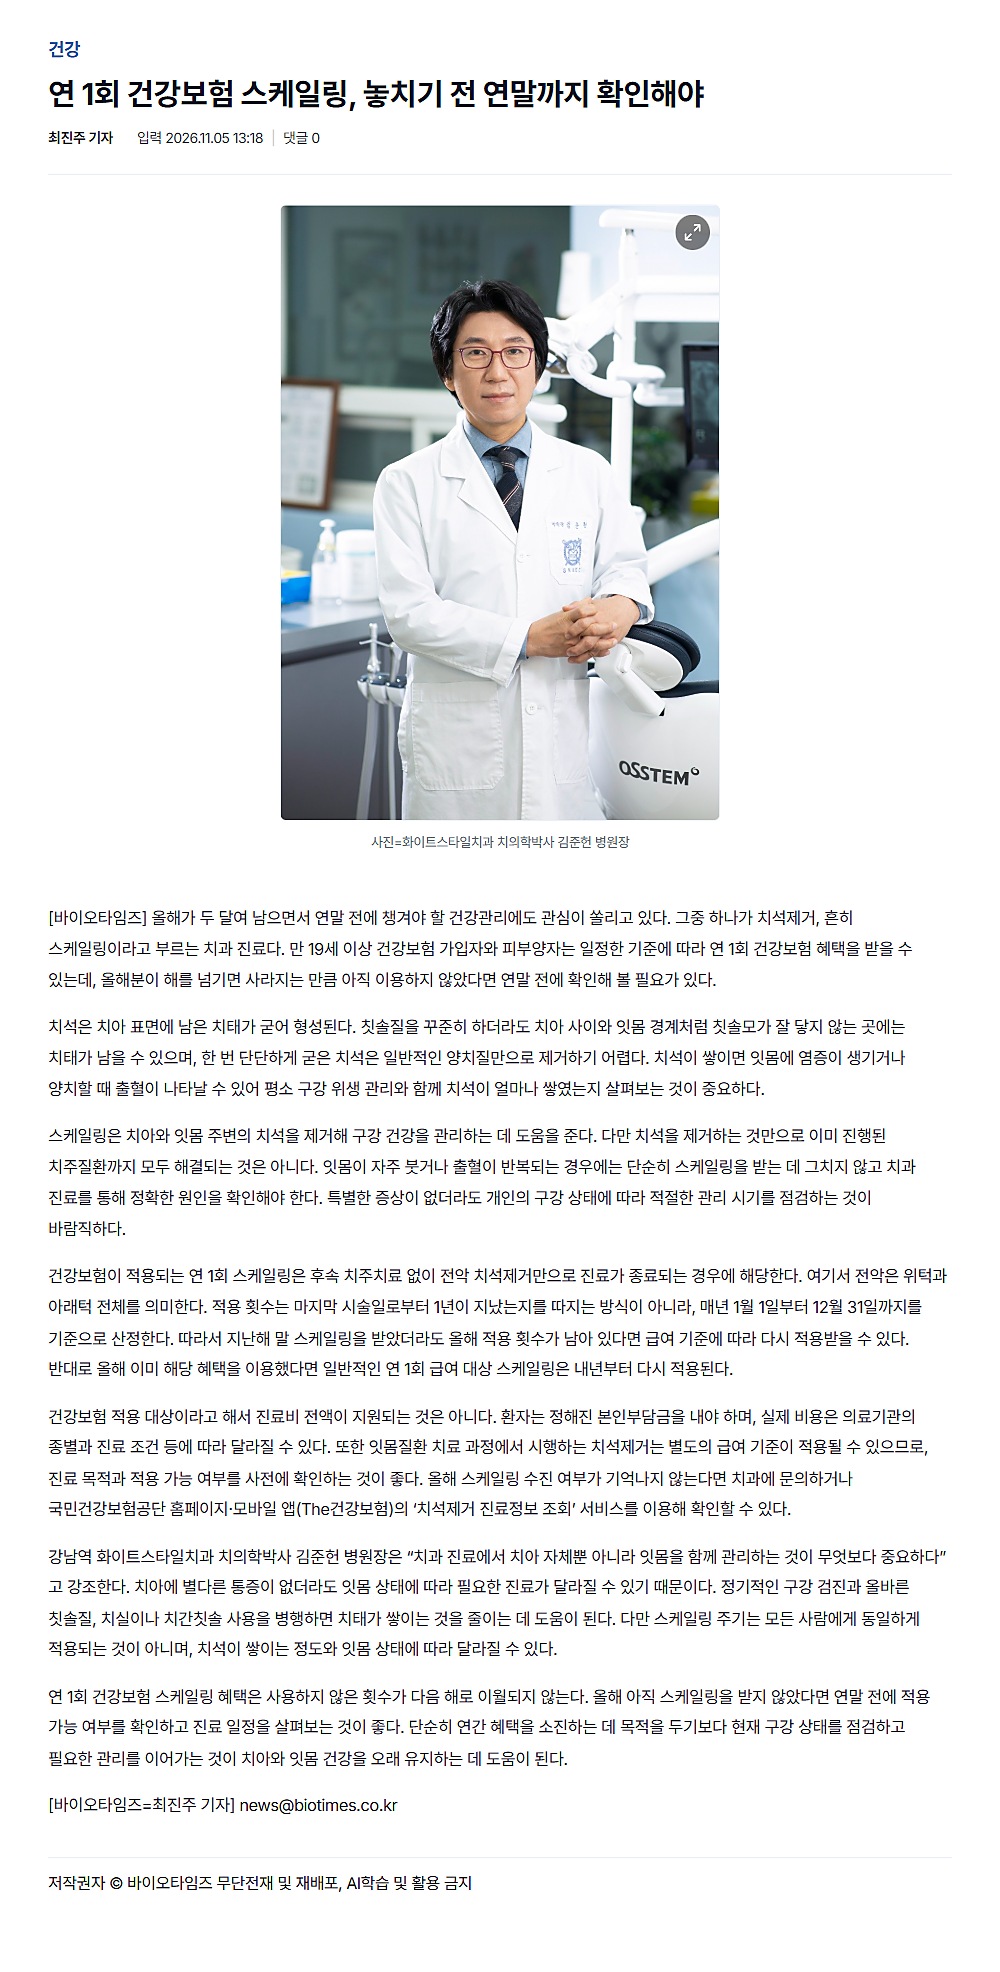 건강
연 1회 건강보험 스케일링, 놓치기 전 연말까지 확인해야
최진주 기자 입력 2026.11.05 13:18 댓글 0
OSSTEM
사진=화이트스타일치과 치의학박사 김준헌 병원장
[바이오타임즈] 올해가 두 달여 남으면서 연말 전에 챙겨야 할 건강관리에도 관심이 쏠리고 있다. 그중 하나가 치석제거, 흔히
스케일링이라고 부르는 치과 진료다. 만 19세 이상 건강보험 가입자와 피부양자는 일정한 기준에 따라 연 1회 건강보험 혜택을 받을 수
있는데, 올해분이 해를 넘기면 사라지는 만큼 아직 이용하지 않았다면 연말 전에 확인해 볼 필요가 있다.
치석은 치아 표면에 남은 치태가 굳어 형성된다. 칫솔질을 꾸준히 하더라도 치아 사이와 잇몸 경계처럼 칫솔모가 잘 닿지 않는 곳에는
치태가 남을 수 있으며, 한 번 단단하게 굳은 치석은 일반적인 양치질만으로 제거하기 어렵다. 치석이 쌓이면 잇몸에 염증이 생기거나
양치할 때 출혈이 나타날 수 있어 평소 구강 위생 관리와 함께 치석이 얼마나 쌓였는지 살펴보는 것이 중요하다.
스케일링은 치아와 잇몸 주변의 치석을 제거해 구강 건강을 관리하는 데 도움을 준다. 다만 치석을 제거하는 것만으로 이미 진행된
치주질환까지 모두 해결되는 것은 아니다. 잇몸이 자주 붓거나 출혈이 반복되는 경우에는 단순히 스케일링을 받는 데 그치지 않고 치과
진료를 통해 정확한 원인을 확인해야 한다. 특별한 증상이 없더라도 개인의 구강 상태에 따라 적절한 관리 시기를 점검하는 것이
바람직하다.
건강보험이 적용되는 연 1회 스케일링은 후속 치주치료 없이 전악 치석제거만으로 진료가 종료되는 경우에 해당한다. 여기서 전악은 위턱과
아래턱 전체를 의미한다. 적용 횟수는 마지막 시술일로부터 1년이 지났는지를 따지는 방식이 아니라, 매년 1월 1일부터 12월 31일까지를
기준으로 산정한다. 따라서 지난해 말 스케일링을 받았더라도 올해 적용 횟수가 남아 있다면 급여 기준에 따라 다시 적용받을 수 있다.
반대로 올해 이미 해당 혜택을 이용했다면 일반적인 연 1회 급여 대상 스케일링은 내년부터 다시 적용된다.
건강보험 적용 대상이라고 해서 진료비 전액이 지원되는 것은 아니다. 환자는 정해진 본인부담금을 내야 하며, 실제 비용은 의료기관의
종별과 진료 조건 등에 따라 달라질 수 있다. 또한 잇몸질환 치료 과정에서 시행하는 치석제거는 별도의 급여 기준이 적용될 수 있으므로,
진료 목적과 적용 가능 여부를 사전에 확인하는 것이 좋다. 올해 스케일링 수진 여부가 기억나지 않는다면 치과에 문의하거나
국민건강보험공단 홈페이지·모바일 앱(The건강보험)의 ‘치석제거 진료정보 조회’ 서비스를 이용해 확인할 수 있다.
강남역 화이트스타일치과 치의학박사 김준헌 병원장은 “치과 진료에서 치아 자체뿐 아니라 잇몸을 함께 관리하는 것이 무엇보다 중요하다”
고 강조한다. 치아에 별다른 통증이 없더라도 잇몸 상태에 따라 필요한 진료가 달라질 수 있기 때문이다. 정기적인 구강 검진과 올바른
칫솔질, 치실이나 치간칫솔 사용을 병행하면 치태가 쌓이는 것을 줄이는 데 도움이 된다. 다만 스케일링 주기는 모든 사람에게 동일하게
적용되는 것이 아니며, 치석이 쌓이는 정도와 잇몸 상태에 따라 달라질 수 있다.
연 1회 건강보험 스케일링 혜택은 사용하지 않은 횟수가 다음 해로 이월되지 않는다. 올해 아직 스케일링을 받지 않았다면 연말 전에 적용
가능 여부를 확인하고 진료 일정을 살펴보는 것이 좋다. 단순히 연간 혜택을 소진하는 데 목적을 두기보다 현재 구강 상태를 점검하고
필요한 관리를 이어가는 것이 치아와 잇몸 건강을 오래 유지하는 데 도움이 된다.
[바이오타임즈=최진주 기자] news@biotimes.co.kr
저작권자 © 바이오타임즈 무단전재 및 재배포, AI학습 및 활용 금지